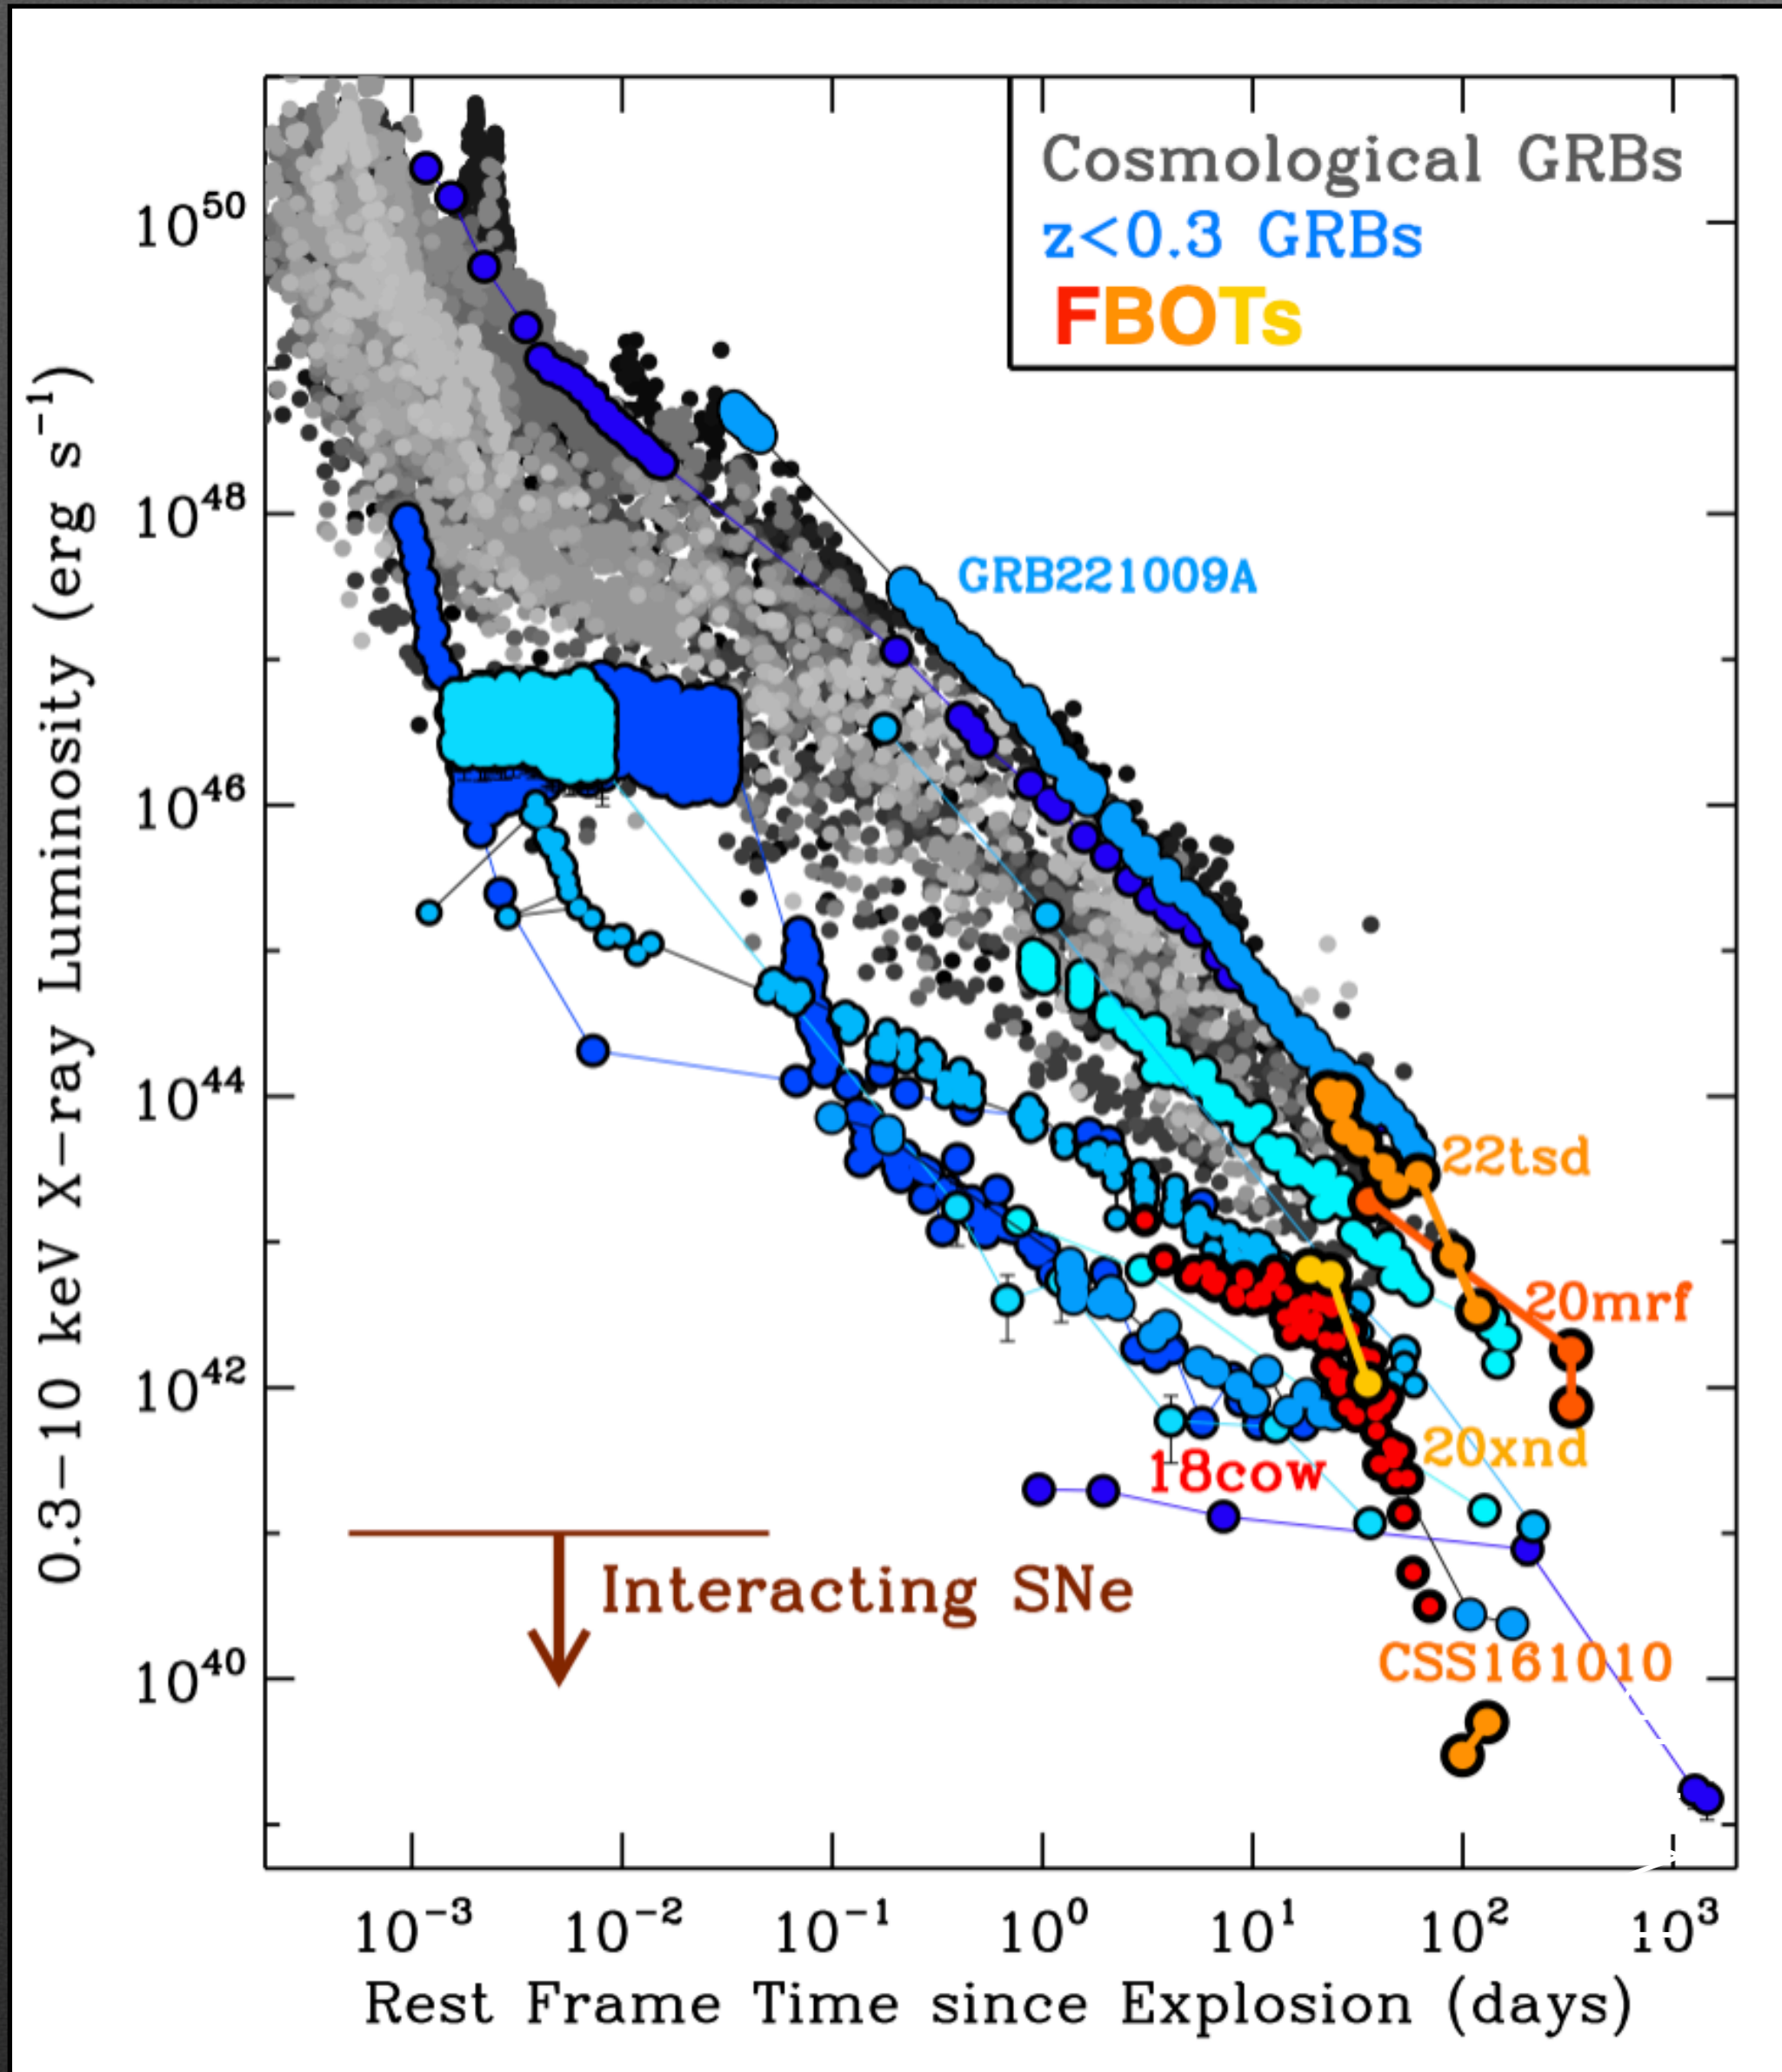 Cosmological GRBs
z<0.3 GRBs
FBOTs
10^50
10^48
10^46
10^44
10^42
10^40
0.3−10 keV X−ray Luminosity (erg s^−1)
GRB221009A
22tsd
20mrf
20xnd
18cow
Interacting SNe
CSS161010
10^−3 10^−2 10^−1 10^0 10^1 10^2 10^3
Rest Frame Time since Explosion (days)